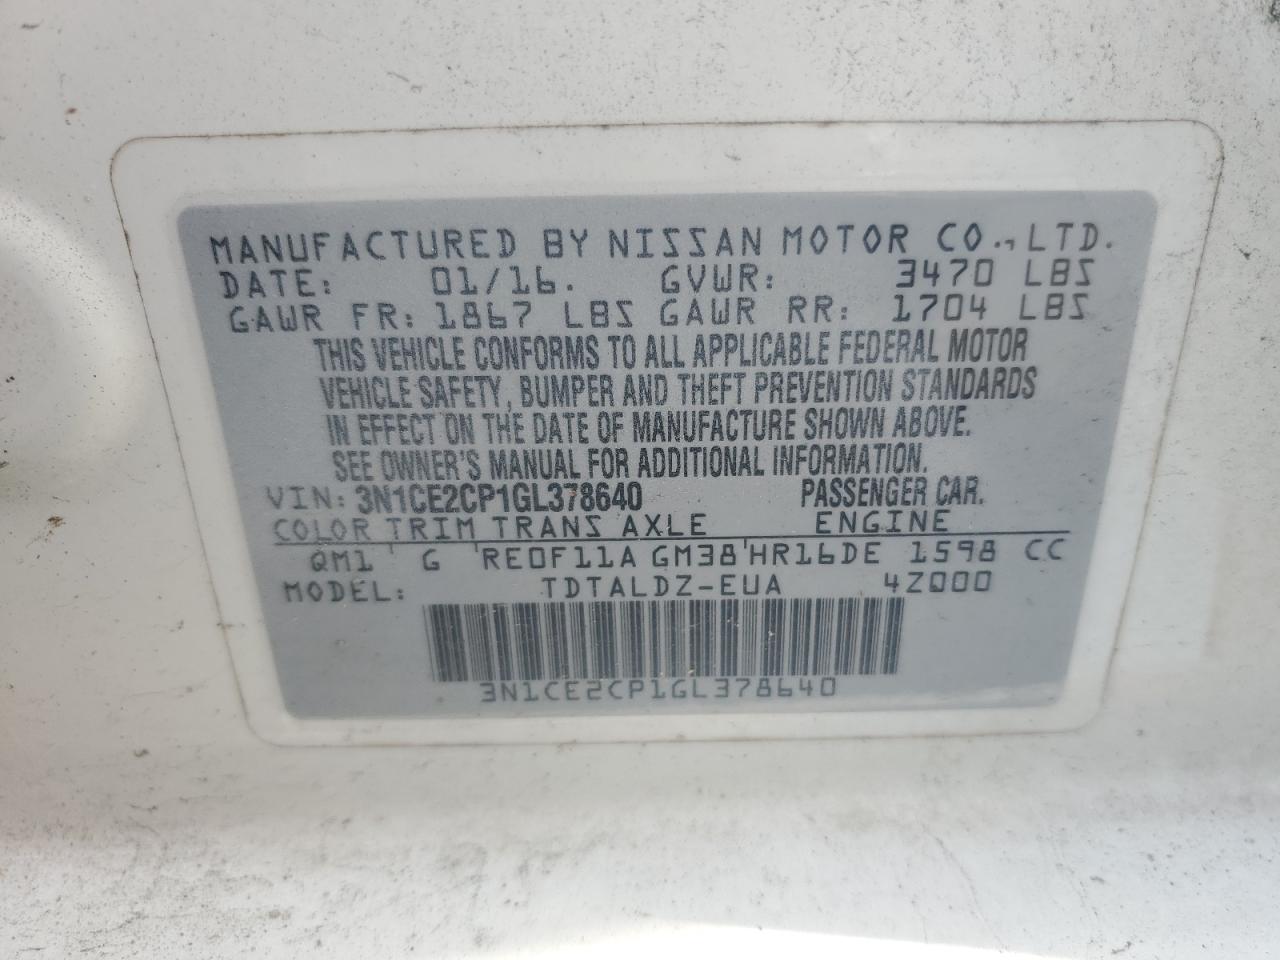 MANUFACTURED BY NISSAN MOTOR CO., LTD.
DATE: 01/16. GVWR: 3470 LBS
GAWR FR: 1867 LBS GAWR RR: 1704 LBS
THIS VEHICLE CONFORMS TO ALL APPLICABLE FEDERAL MOTOR
VEHICLE SAFETY, BUMPER AND THEFT PREVENTION STANDARDS
IN EFFECT ON THE DATE OF MANUFACTURE SHOWN ABOVE.
SEE OWNER'S MANUAL FOR ADDITIONAL INFORMATION.
VIN: 3N1CE2CP1GL378640 PASSENGER CAR.
COLOR TRIM TRANS AXLE ENGINE
QM1 G RE0F11A GM38 HR16DE 1598 CC
MODEL: TDTALDZ-EUA 4Z000
3N1CE2CP1GL378640